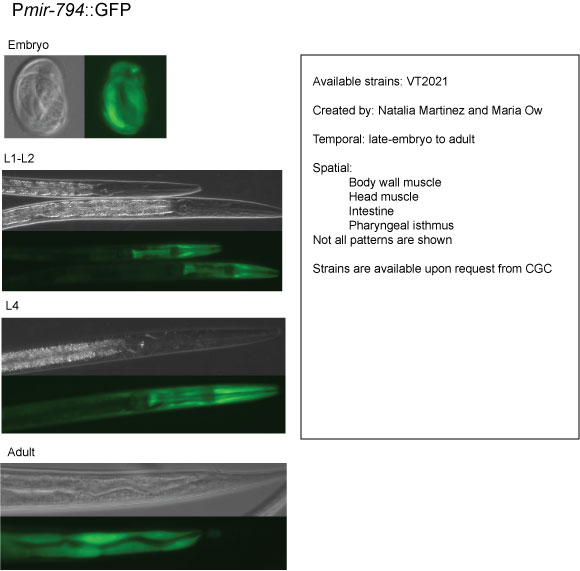 Pmir-794::GFP
Embryo
L1-L2
L4
Adult
Available strains: VT2021
Created by: Natalia Martinez and Maria Ow
Temporal: late-embryo to adult
Spatial:
Body wall muscle
Head muscle
Intestine
Pharyngeal isthmus
Not all patterns are shown
Strains are available upon request from CGC